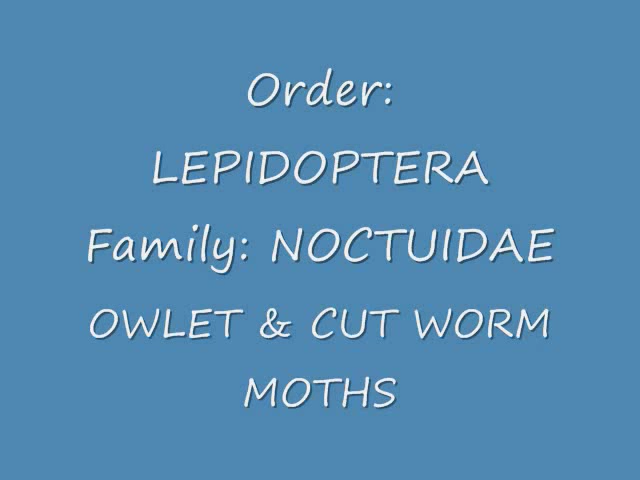 Order:
LEPIDOPTERA
Family: NOCTUIDAE
OWLET & CUT WORM
MOTHS